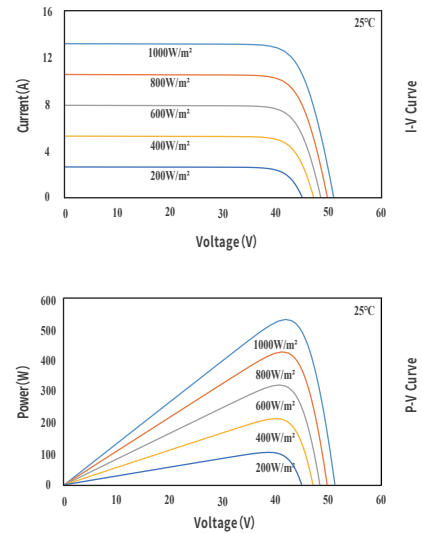 16
25℃
12
8
4
0
1000W/m²
800W/m²
600W/m²
400W/m²
200W/m²
Current(A)
I-V Curve
0 10 20 30 40 50 60
Voltage(V)
600
25℃
500
400
300
200
100
0
1000W/m²
800W/m²
600W/m²
400W/m²
200W/m²
Power(W)
P-V Curve
0 10 20 30 40 50 60
Voltage(V)